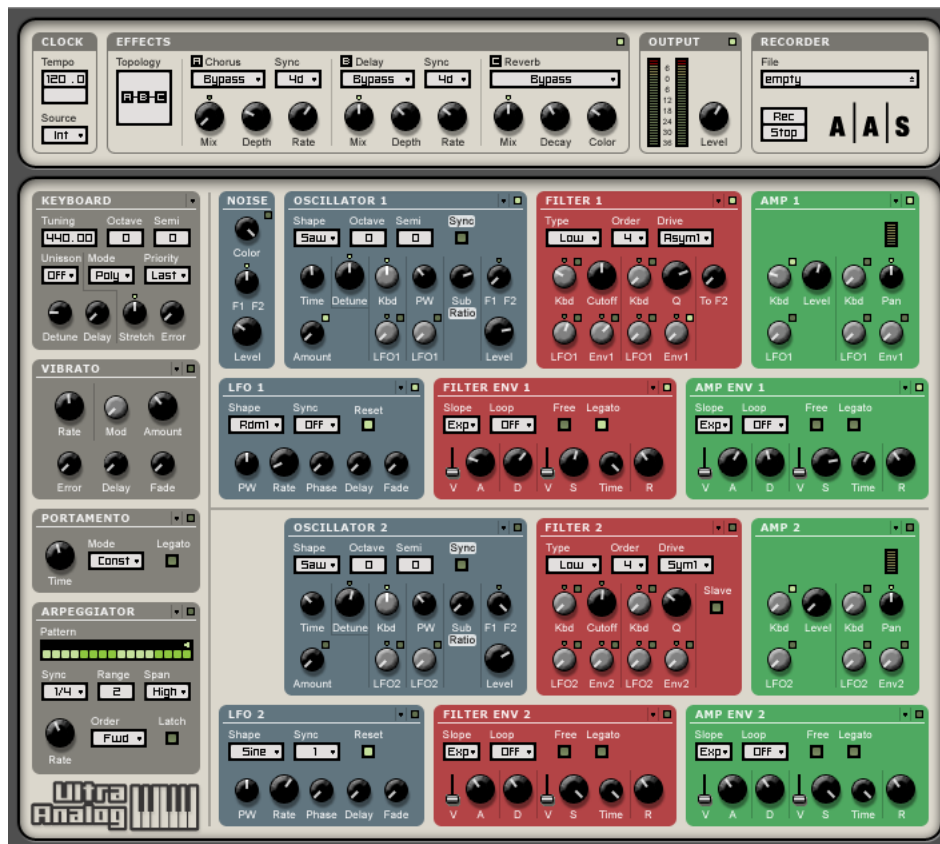 CLOCK
Tempo
120 .0
Source
Int
EFFECTS
Topology
A-B-C
A Chorus Sync
Bypass 4d
Mix Depth Rate
B Delay Sync
Bypass 4d
Mix Depth Rate
C Reverb
Bypass
Mix Decay Color
OUTPUT
6
0
6
12
18
24
30
36
Level
RECORDER
File
empty
Rec
Stop
A|A|S
KEYBOARD
Tuning Octave Semi
440.00 0 0
Unisson Mode Priority
OFF Poly Last
Detune Delay Stretch Error
VIBRATO
Rate Mod Amount
Error Delay Fade
PORTAMENTO
Mode Legato
Const
Time
ARPEGGIATOR
Pattern
Sync Range Span
1/4 2 High
Order Latch
Fwd
Rate
Ultra
Analog
NOISE
Color
F1 F2
Level
OSCILLATOR 1
Shape Octave Semi Sync
Saw 0 0
Time Detune Kbd PW Sub F1 F2
Ratio
Amount LFO1 LFO1 Level
FILTER 1
Type Order Drive
Low 4 Asym1
Kbd Cutoff Kbd Q To F2
LFO1 Env1 LFO1 Env1
AMP 1
Kbd Level Kbd Pan
LFO1 LFO1 Env1
LFO 1
Shape Sync Reset
Rdm1 OFF
PW Rate Phase Delay Fade
FILTER ENV 1
Slope Loop Free Legato
Exp OFF
V A D V S Time R
AMP ENV 1
Slope Loop Free Legato
Exp OFF
V A D V S Time R
OSCILLATOR 2
Shape Octave Semi Sync
Saw 0 0
Time Detune Kbd PW Sub F1 F2
Ratio
Amount LFO2 LFO2 Level
FILTER 2
Type Order Drive
Low 4 Sym1
Slave
Kbd Cutoff Kbd Q
LFO2 Env2 LFO2 Env2
AMP 2
Kbd Level Kbd Pan
LFO2 LFO2 Env2
LFO 2
Shape Sync Reset
Sine 1
PW Rate Phase Delay Fade
FILTER ENV 2
Slope Loop Free Legato
Exp OFF
V A D V S Time R
AMP ENV 2
Slope Loop Free Legato
Exp OFF
V A D V S Time R